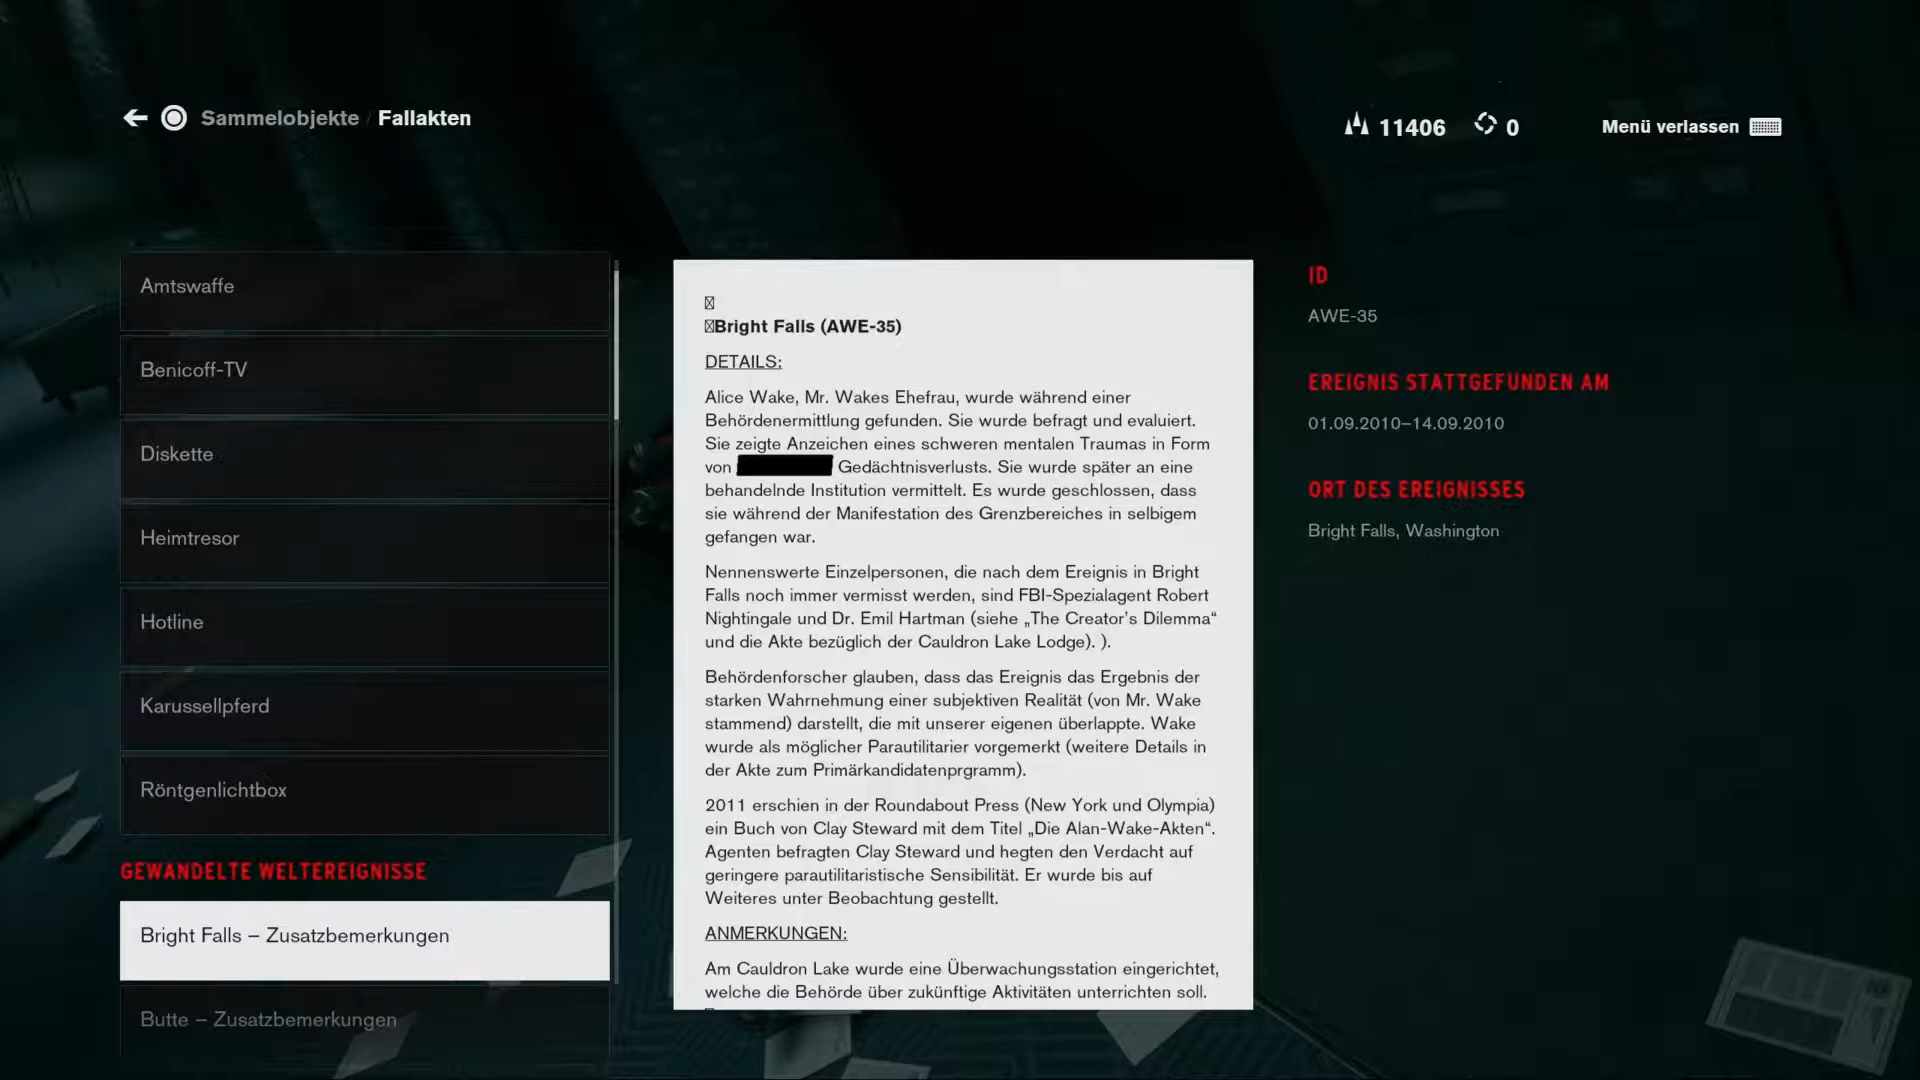 Sammelobjekte / Fallakten
11406
0
Menü verlassen
Amtswaffe
Benicoff-TV
Diskette
Heimtresor
Hotline
Karussellpferd
Röntgenlichtbox
GEWANDELTE WELTEREIGNISSE
Bright Falls – Zusatzbemerkungen
Butte – Zusatzbemerkungen
Bright Falls (AWE-35)
DETAILS:
Alice Wake, Mr. Wakes Ehefrau, wurde während einer
Behördenermittlung gefunden. Sie wurde befragt und evaluiert.
Sie zeigte Anzeichen eines schweren mentalen Traumas in Form
von Gedächtnisverlusts. Sie wurde später an eine
behandelnde Institution vermittelt. Es wurde geschlossen, dass
sie während der Manifestation des Grenzbereiches in selbigem
gefangen war.
Nennenswerte Einzelpersonen, die nach dem Ereignis in Bright
Falls noch immer vermisst werden, sind FBI-Spezialagent Robert
Nightingale und Dr. Emil Hartman (siehe „The Creator's Dilemma“
und die Akte bezüglich der Cauldron Lake Lodge). ).
Behördenforscher glauben, dass das Ereignis das Ergebnis der
starken Wahrnehmung einer subjektiven Realität (von Mr. Wake
stammend) darstellt, die mit unserer eigenen überlappte. Wake
wurde als möglicher Parautilitarier vorgemerkt (weitere Details in
der Akte zum Primärkandidatenprgramm).
2011 erschien in der Roundabout Press (New York und Olympia)
ein Buch von Clay Steward mit dem Titel „Die Alan-Wake-Akten“.
Agenten befragten Clay Steward und hegten den Verdacht auf
geringere parautilitaristische Sensibilität. Er wurde bis auf
Weiteres unter Beobachtung gestellt.
ANMERKUNGEN:
Am Cauldron Lake wurde eine Überwachungsstation eingerichtet,
welche die Behörde über zukünftige Aktivitäten unterrichten soll.
ID
AWE-35
EREIGNIS STATTGEFUNDEN AM
01.09.2010–14.09.2010
ORT DES EREIGNISSES
Bright Falls, Washington